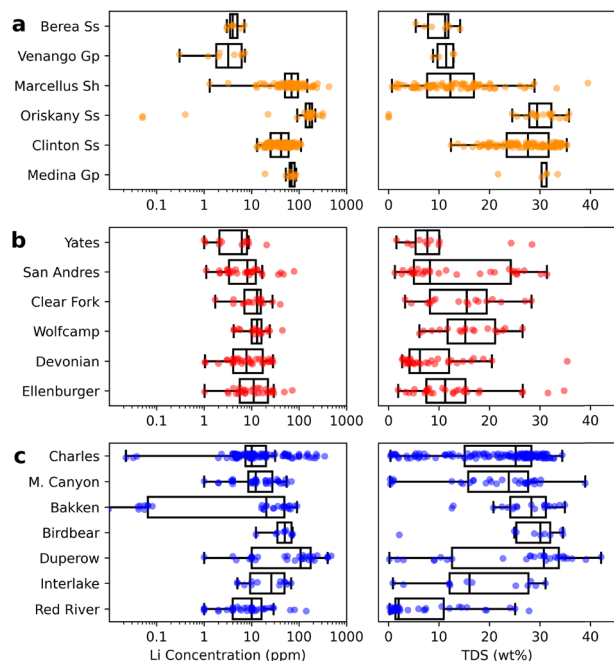 a
Berea Ss
Venango Gp
Marcellus Sh
Oriskany Ss
Clinton Ss
Medina Gp
0.1 1 10 100 1000
0 10 20 30 40
b
Yates
San Andres
Clear Fork
Wolfcamp
Devonian
Ellenburger
0.1 1 10 100 1000
0 10 20 30 40
c
Charles
M. Canyon
Bakken
Birdbear
Duperow
Interlake
Red River
0.1 1 10 100 1000
0 10 20 30 40
Li Concentration (ppm) TDS (wt%)